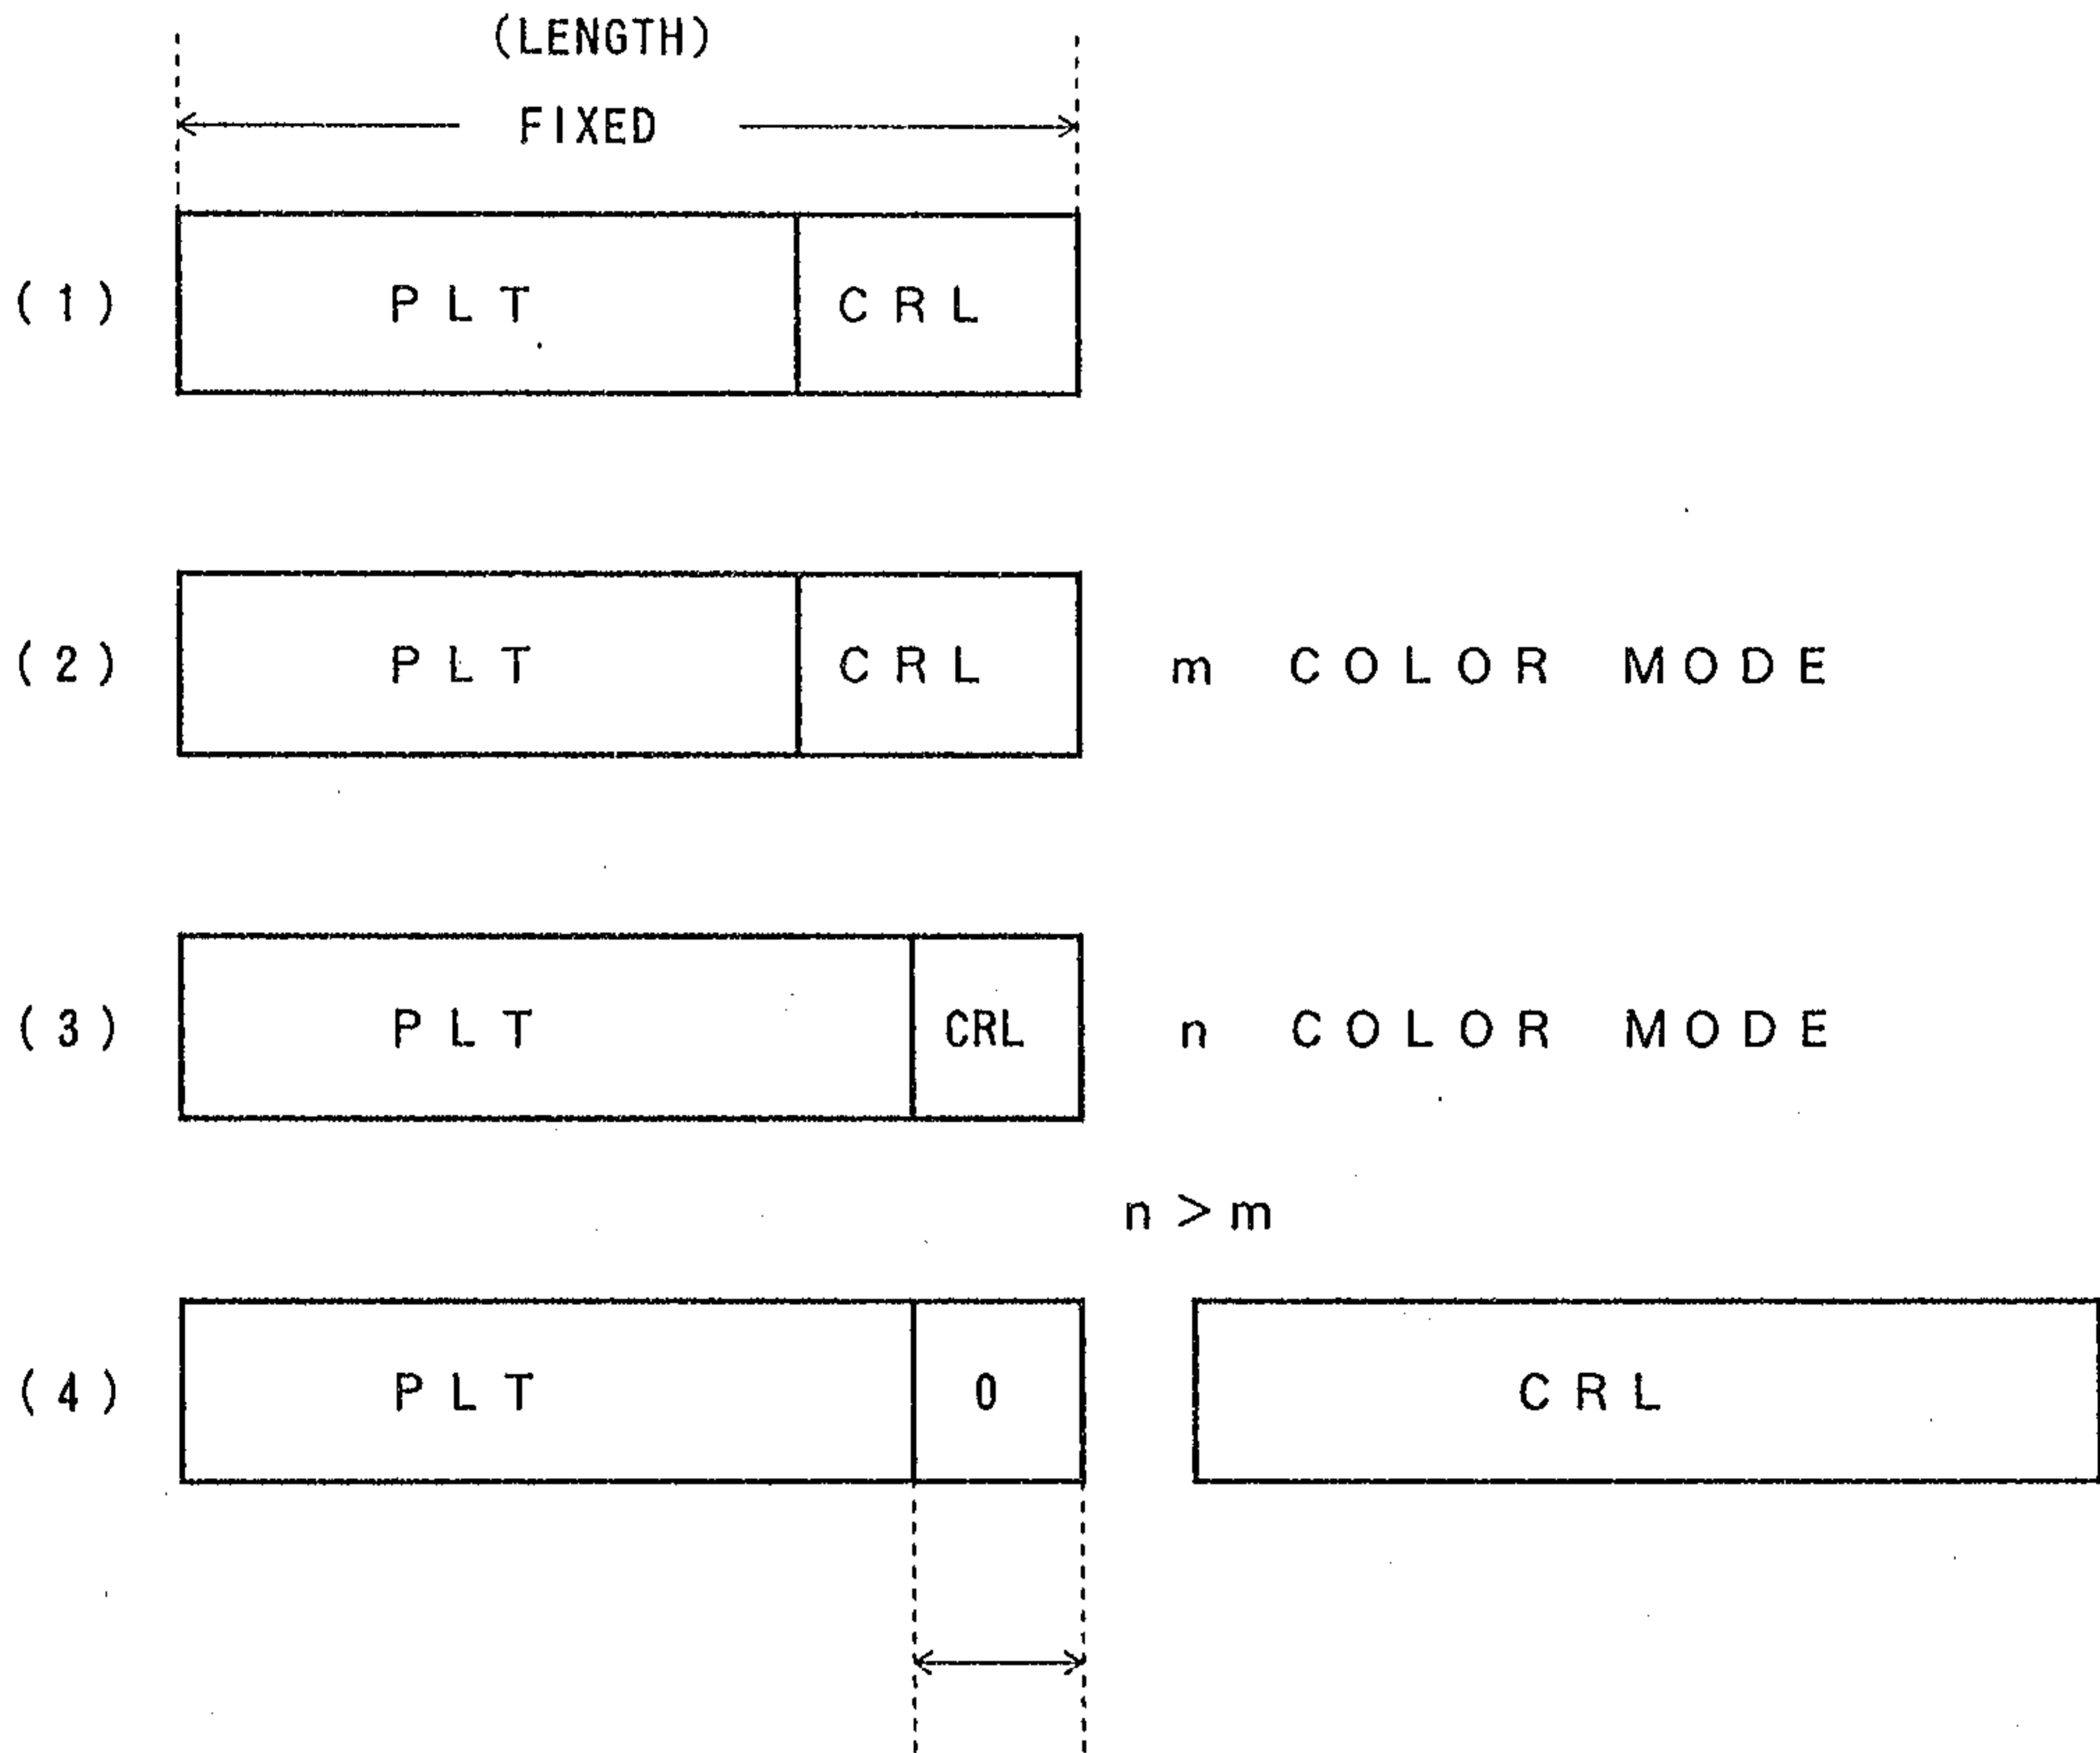 (LENGTH)
FIXED
(1) PLT CRL
(2) PLT CRL m COLOR MODE
(3) PLT CRL n COLOR MODE
n > m
(4) PLT 0 CRL